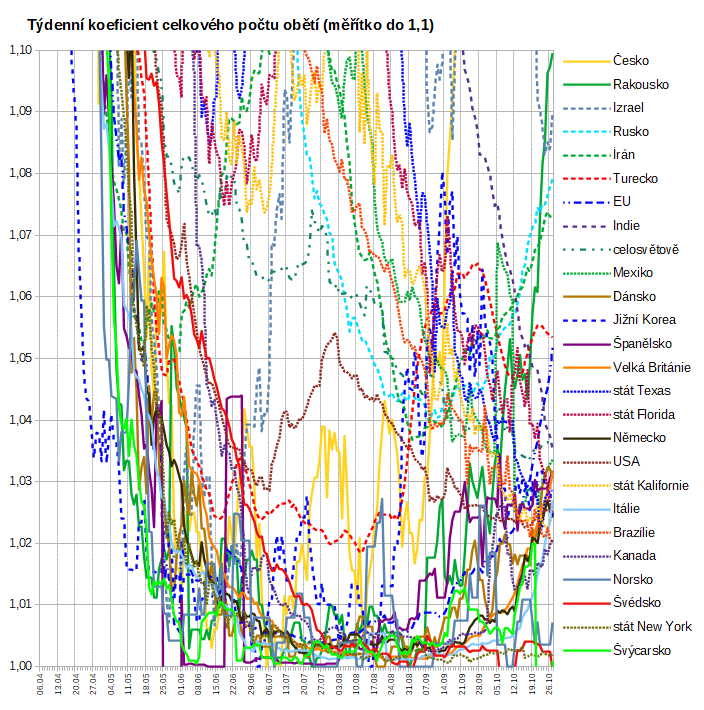 Týdenní koeficient celkového počtu obětí (měřítko do 1,1)
1,10
1,09
1,08
1,07
1,06
1,05
1,04
1,03
1,02
1,01
1,00
06.04
13.04
20.04
27.04
04.05
11.05
18.05
25.05
01.06
08.06
15.06
22.06
29.06
06.07
13.07
20.07
27.07
03.08
10.08
17.08
24.08
31.08
07.09
14.09
21.09
28.09
05.10
12.10
19.10
26.10
Česko
Rakousko
Izrael
Rusko
Írán
Turecko
EU
Indie
celosvětově
Mexiko
Dánsko
Jižní Korea
Španělsko
Velká Británie
stát Texas
stát Florida
Německo
USA
stát Kalifornie
Itálie
Brazílie
Kanada
Norsko
Švédsko
stát New York
Švýcarsko